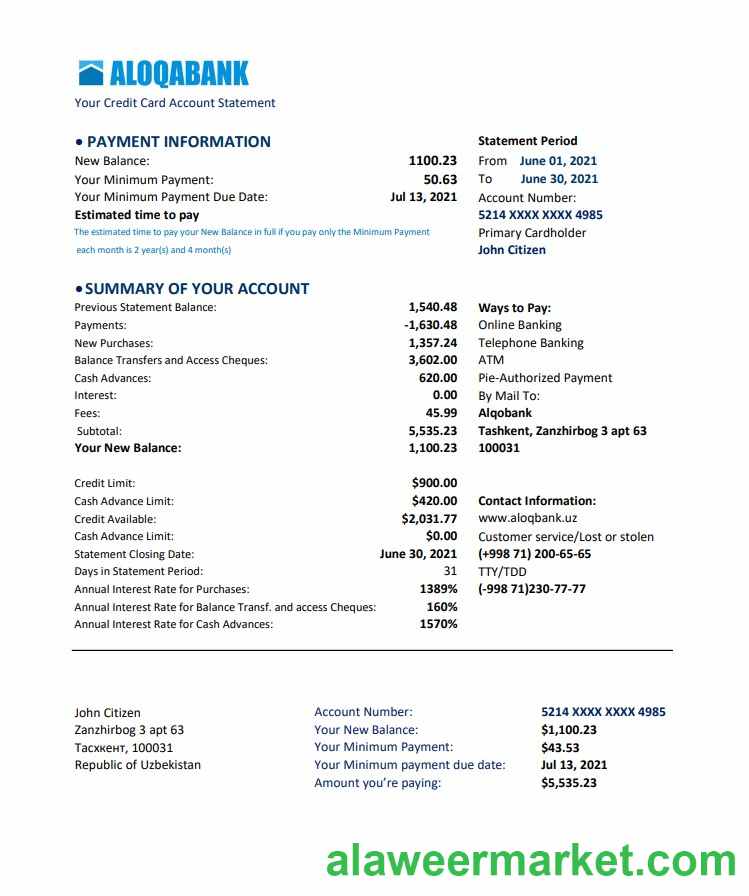 ALOQABANK
Your Credit Card Account Statement
• PAYMENT INFORMATION
New Balance: 1100.23
Your Minimum Payment: 50.63
Your Minimum Payment Due Date: Jul 13, 2021
Estimated time to pay
The estimated time to pay your New Balance in full if you pay only the Minimum Payment
each month is 2 year(s) and 4 month(s)
Statement Period
From June 01, 2021
To June 30, 2021
Account Number:
5214 XXXX XXXX 4985
Primary Cardholder
John Citizen
• SUMMARY OF YOUR ACCOUNT
Previous Statement Balance: 1,540.48
Payments: -1,630.48
New Purchases: 1,357.24
Balance Transfers and Access Cheques: 3,602.00
Cash Advances: 620.00
Interest: 0.00
Fees: 45.99
Subtotal: 5,535.23
Your New Balance: 1,100.23
Ways to Pay:
Online Banking
Telephone Banking
ATM
Pie-Authorized Payment
By Mail To:
Alqobank
Tashkent, Zanzhirbog 3 apt 63
100031
Credit Limit: $900.00
Cash Advance Limit: $420.00
Credit Available: $2,031.77
Cash Advance Limit: $0.00
Statement Closing Date: June 30, 2021
Days in Statement Period: 31
Annual Interest Rate for Purchases: 1389%
Annual Interest Rate for Balance Transf. and access Cheques: 160%
Annual Interest Rate for Cash Advances: 1570%
Contact Information:
www.aloqbank.uz
Customer service/Lost or stolen
(+998 71) 200-65-65
TTY/TDD
(-998 71)230-77-77
John Citizen
Zanzhirbog 3 apt 63
Тасхкент, 100031
Republic of Uzbekistan
Account Number: 5214 XXXX XXXX 4985
Your New Balance: $1,100.23
Your Minimum Payment: $43.53
Your Minimum payment due date: Jul 13, 2021
Amount you're paying: $5,535.23
alaweermarket.com